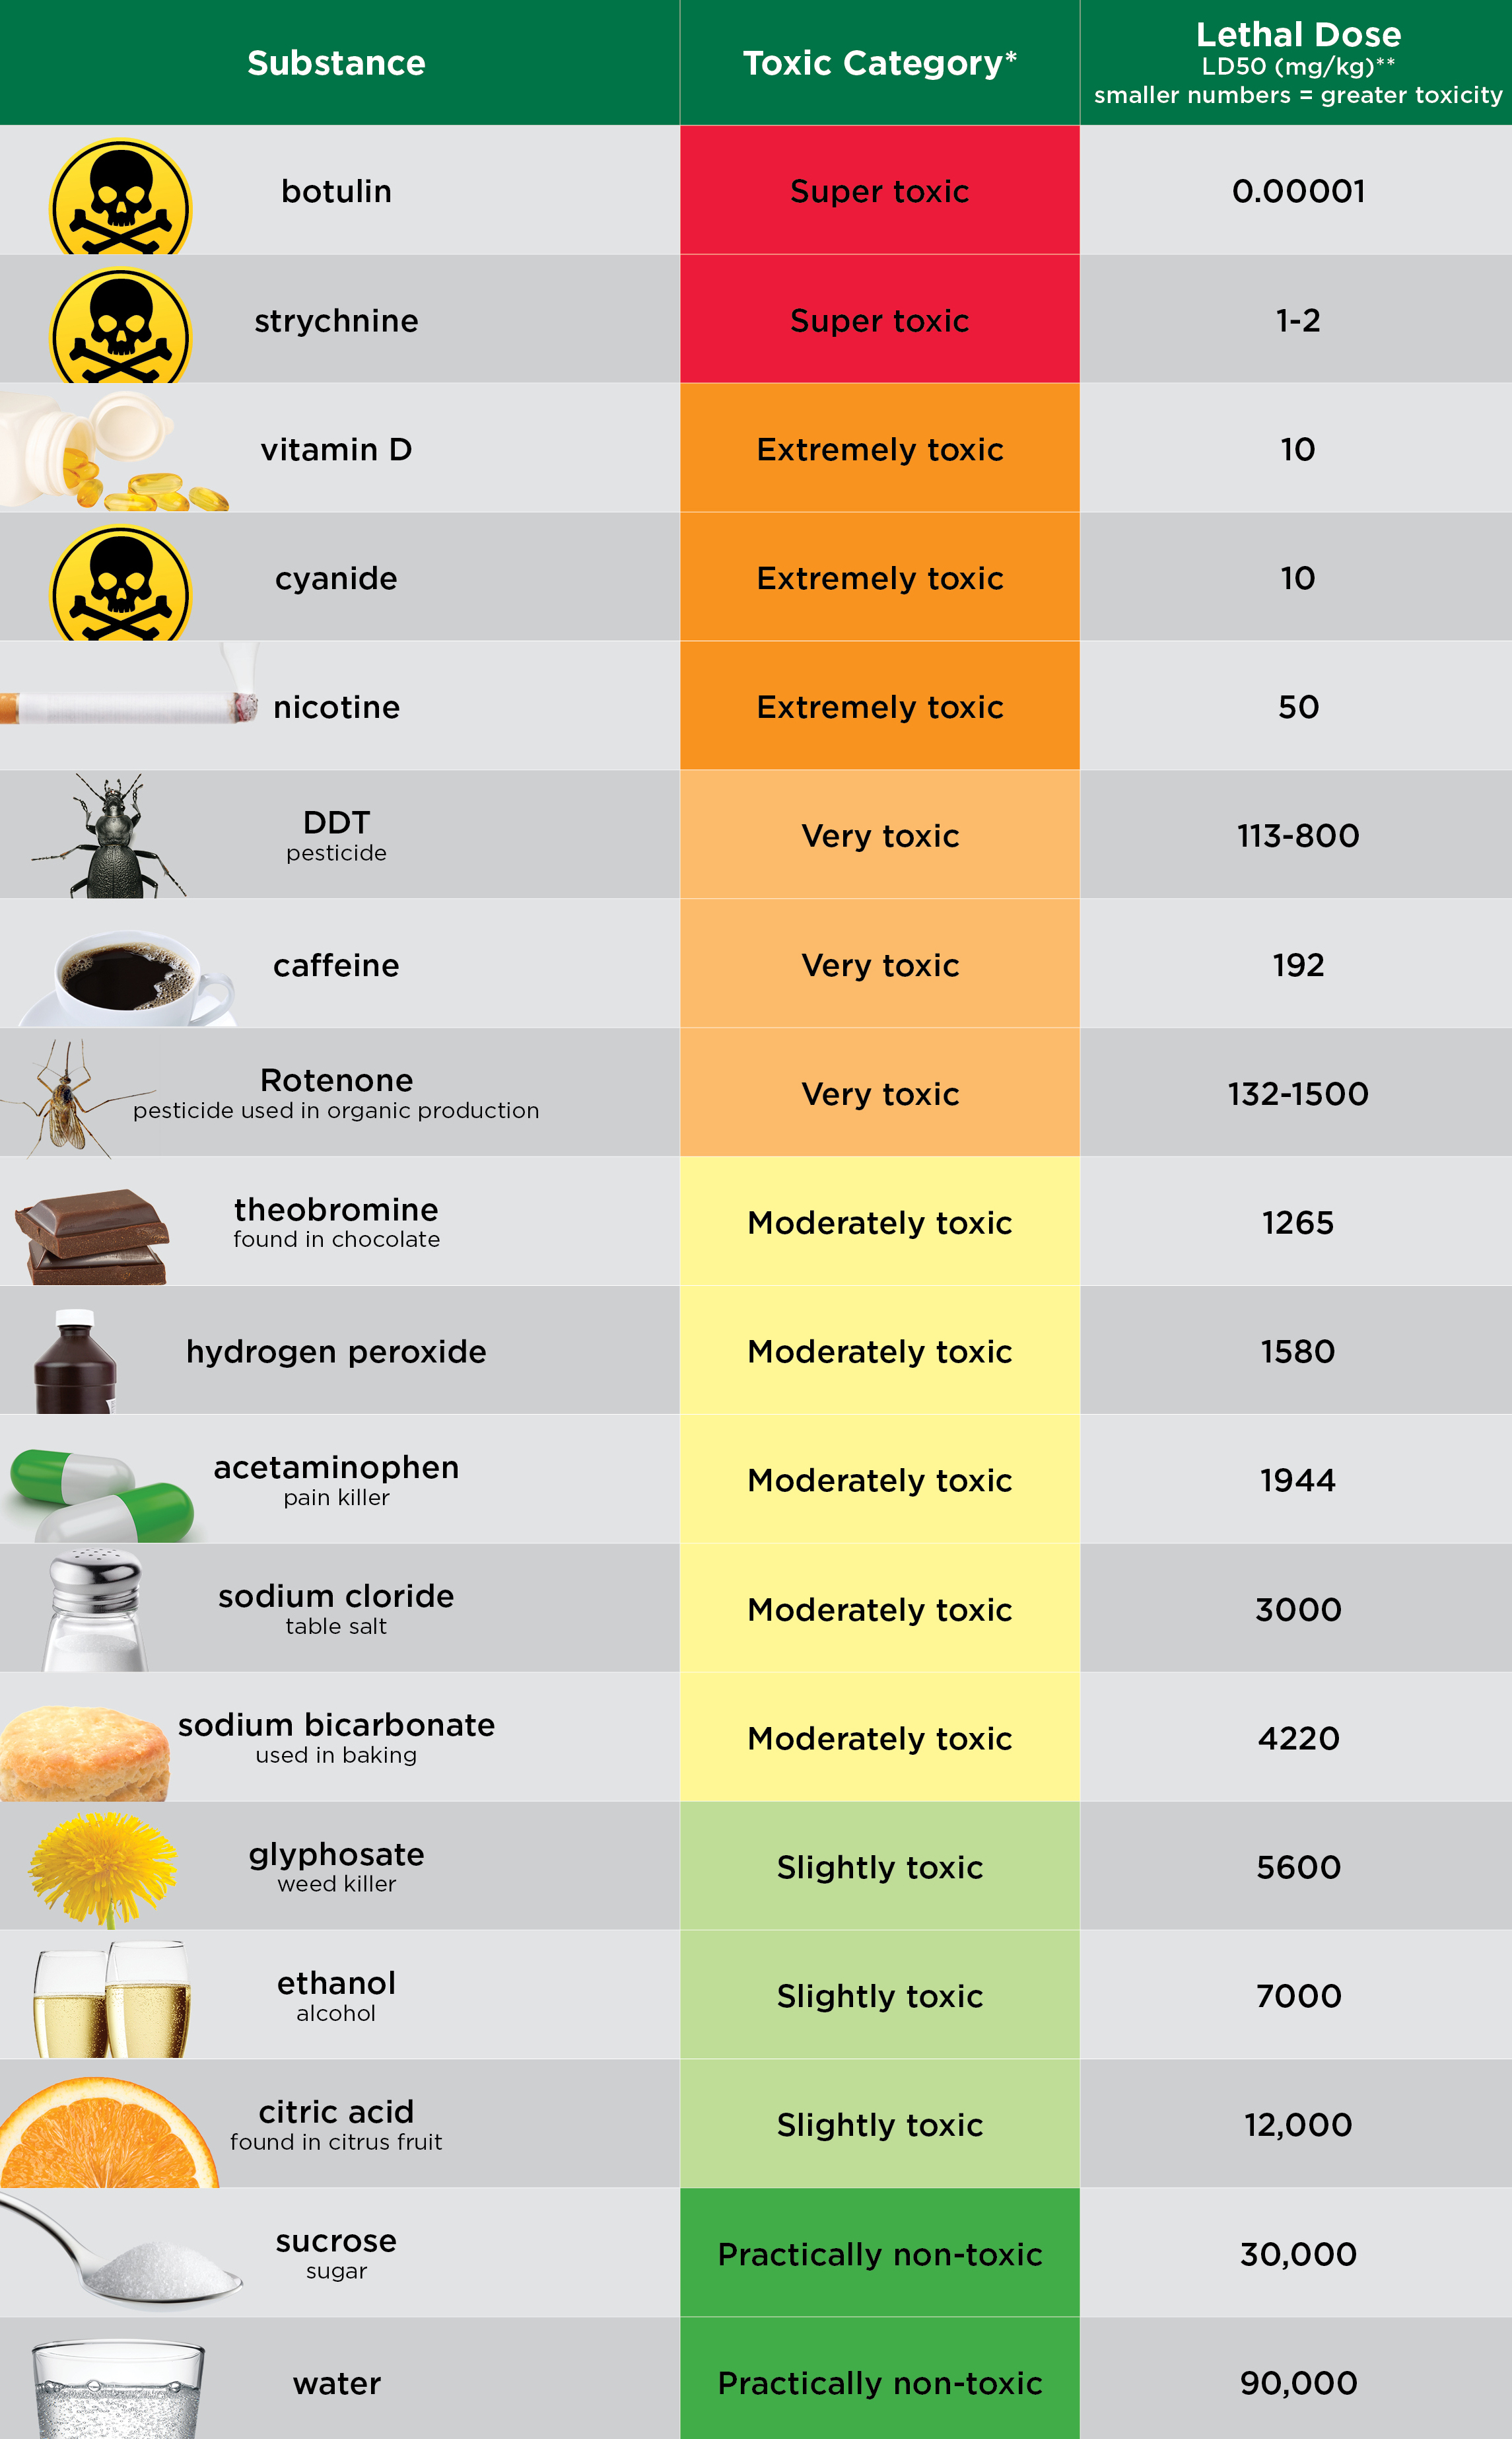 Substance
Toxic Category*
Lethal Dose
LD50 (mg/kg)**
smaller numbers = greater toxicity
botulin
Super toxic
0.00001
strychnine
Super toxic
1-2
vitamin D
Extremely toxic
10
cyanide
Extremely toxic
10
nicotine
Extremely toxic
50
DDT
pesticide
Very toxic
113-800
caffeine
Very toxic
192
Rotenone
pesticide used in organic production
Very toxic
132-1500
theobromine
found in chocolate
Moderately toxic
1265
hydrogen peroxide
Moderately toxic
1580
acetaminophen
pain killer
Moderately toxic
1944
sodium cloride
table salt
Moderately toxic
3000
sodium bicarbonate
used in baking
Moderately toxic
4220
glyphosate
weed killer
Slightly toxic
5600
ethanol
alcohol
Slightly toxic
7000
citric acid
found in citrus fruit
Slightly toxic
12,000
sucrose
sugar
Practically non-toxic
30,000
water
Practically non-toxic
90,000